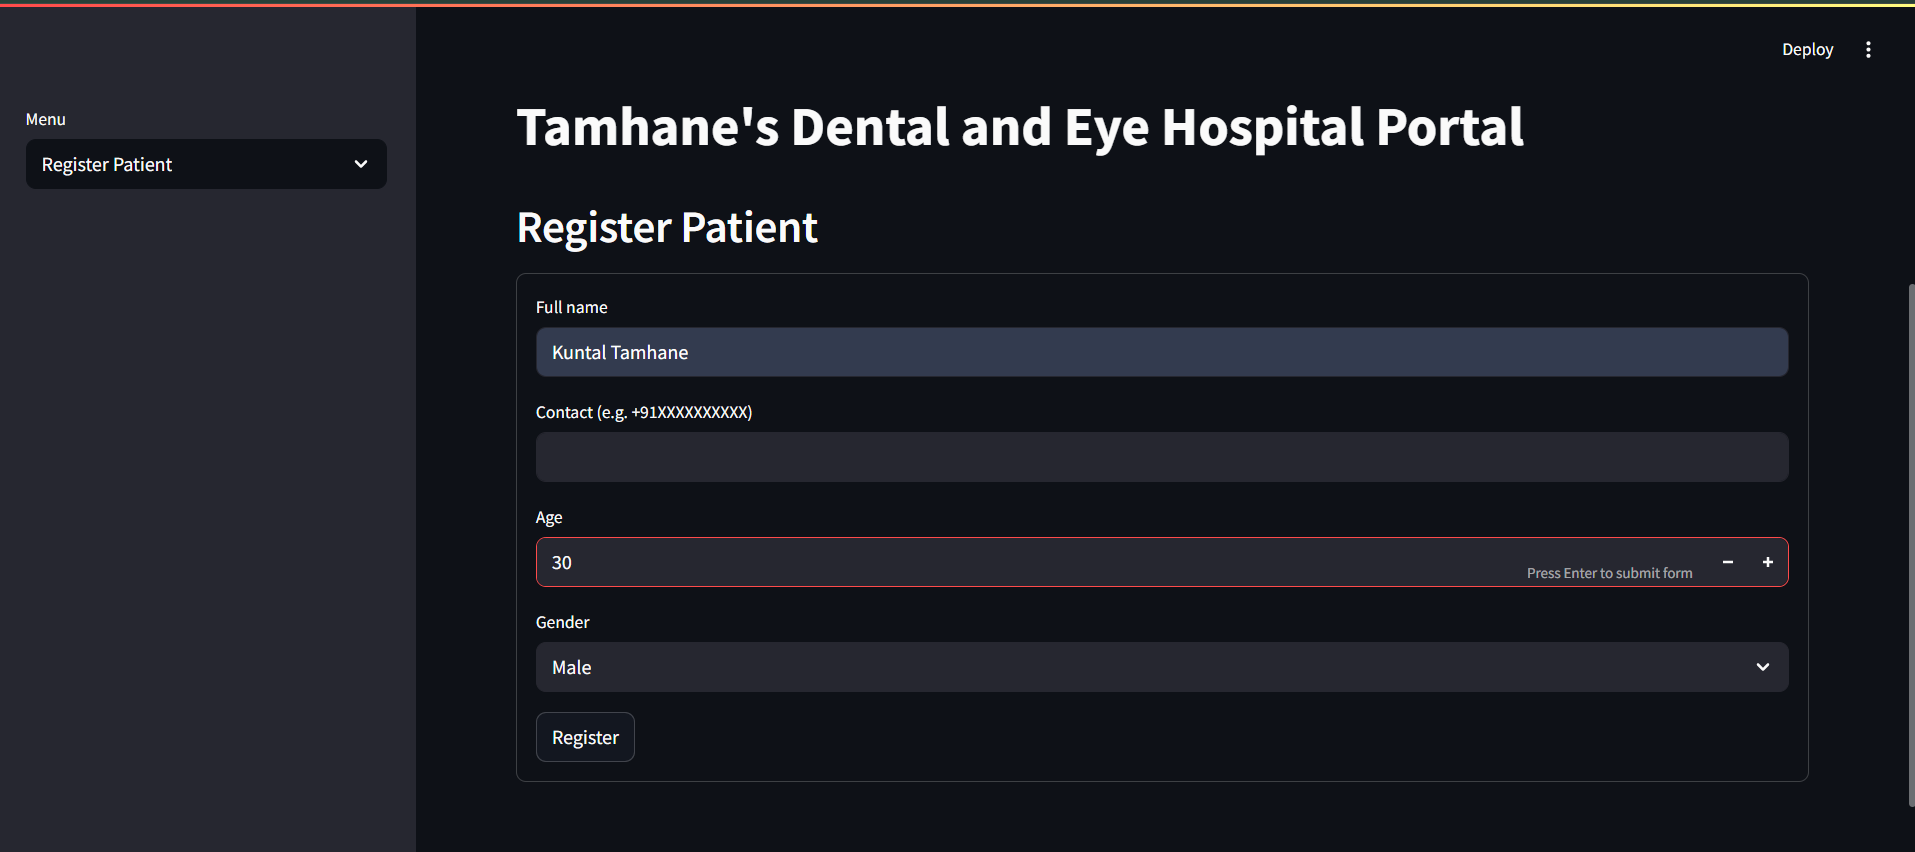 Deploy
Menu
Register Patient
Tamhane's Dental and Eye Hospital Portal
Register Patient
Full name
Kuntal Tamhane
Contact (e.g. +91XXXXXXXXXX)
Age
30
Press Enter to submit form
Gender
Male
Register